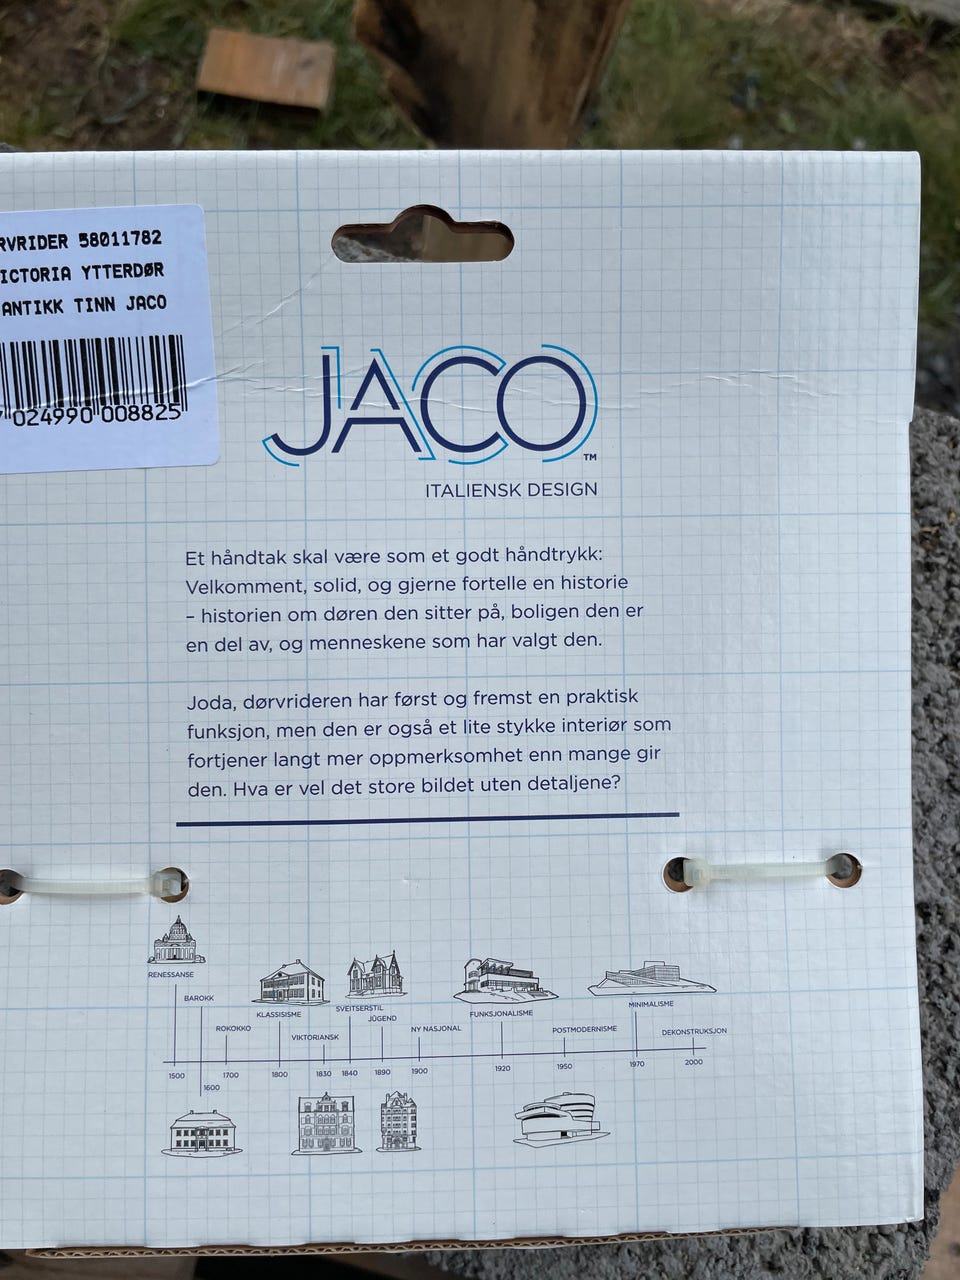 RVRIDER 58011782
ICTORIA YTTERDØR
ANTIKK TINN JACO
024990 008825
JACO™
ITALIENSK DESIGN
Et håndtak skal være som et godt håndtrykk:
Velkomment, solid, og gjerne fortelle en historie
– historien om døren den sitter på, boligen den er
en del av, og menneskene som har valgt den.
Joda, dørvrideren har først og fremst en praktisk
funksjon, men den er også et lite stykke interiør som
fortjener langt mer oppmerksomhet enn mange gir
den. Hva er vel det store bildet uten detaljene?
RENESSANSE
BAROKK
ROKOKKO
KLASSISISME
VIKTORIANSK
SVEITSERSTIL
JÜGEND
NY NASJONAL
FUNKSJONALISME
POSTMODERNISME
MINIMALISME
DEKONSTRUKSJON
1500
1600
1700
1800
1830
1840
1890
1900
1920
1950
1970
2000